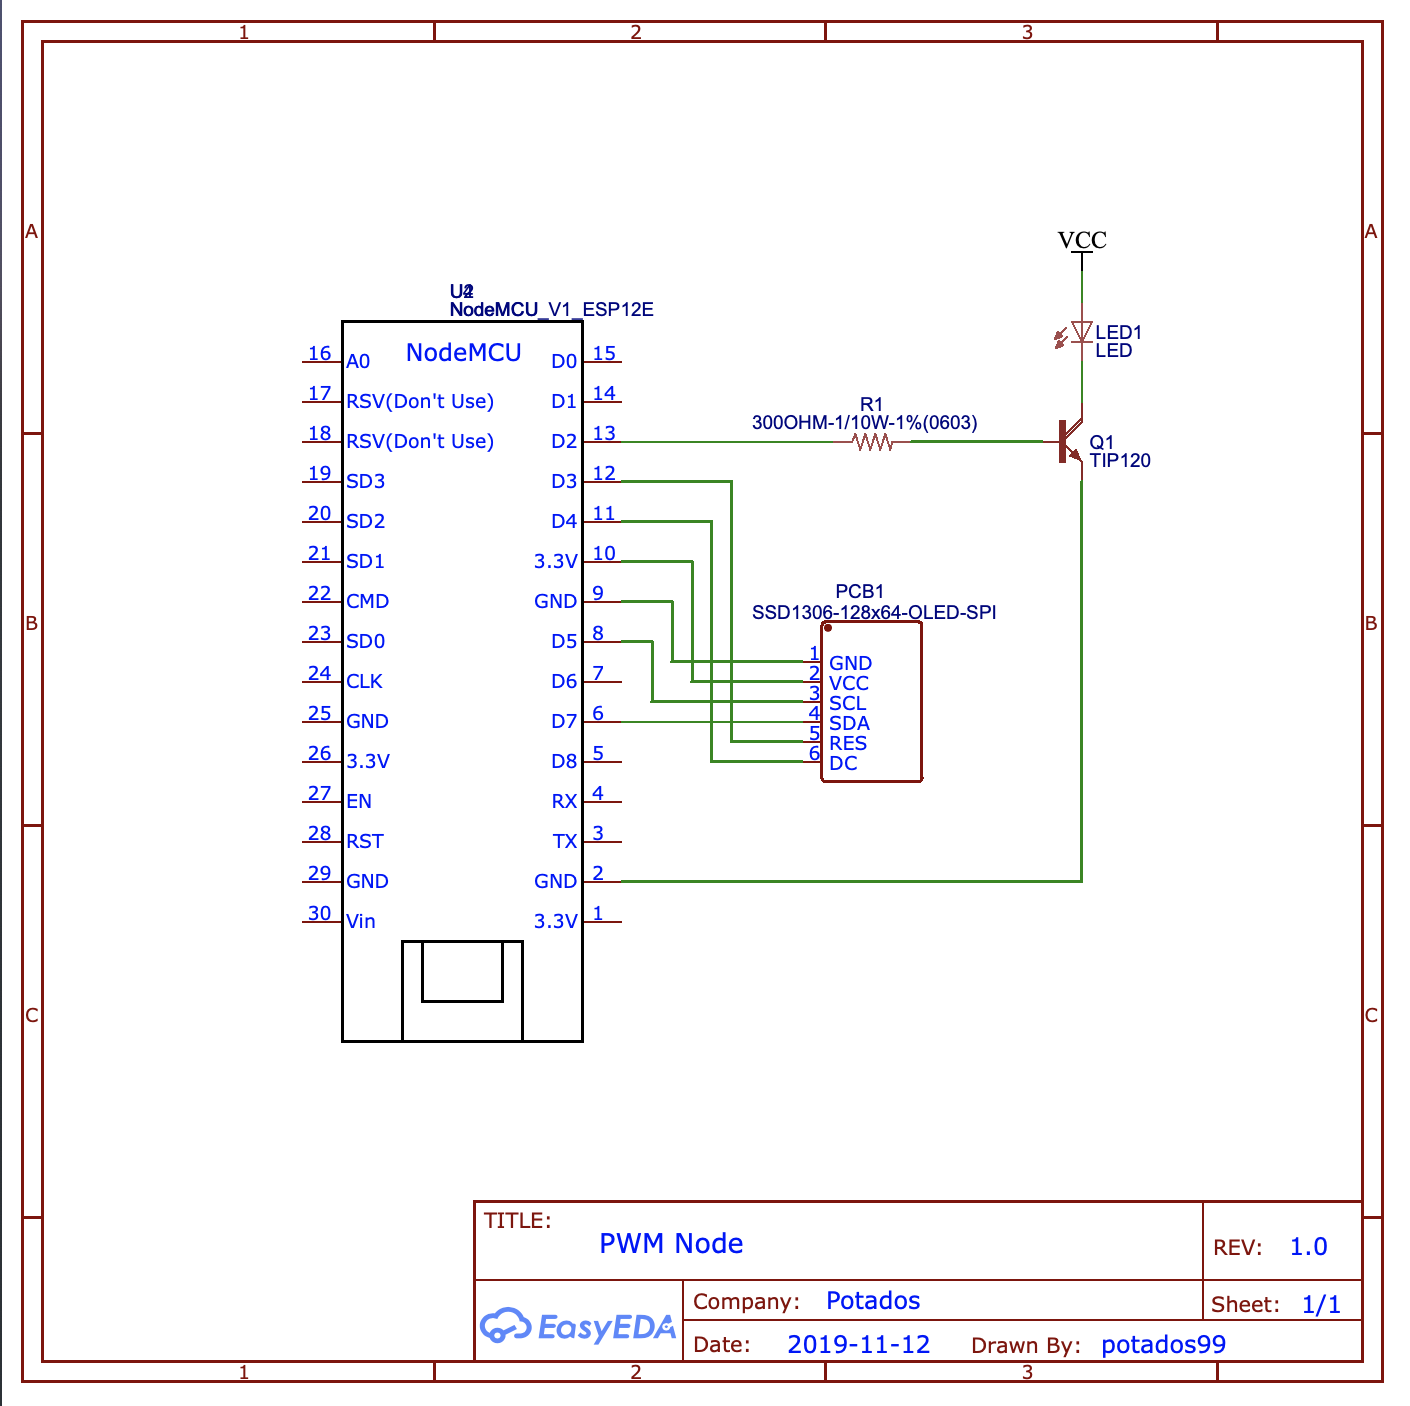 1 2 3
A A
VCC
U2
NodeMCU_V1_ESP12E
LED1
LED
NodeMCU
16 A0 D0 15
17 RSV(Don't Use) D1 14
R1
300OHM-1/10W-1%(0603)
18 RSV(Don't Use) D2 13
Q1
TIP120
19 SD3 D3 12
20 SD2 D4 11
21 SD1 3.3V 10
22 CMD GND 9
PCB1
SSD1306-128x64-OLED-SPI
B B
23 SD0 D5 8
1 GND
24 CLK D6 7
2 VCC
3 SCL
25 GND D7 6
4 SDA
5 RES
26 3.3V D8 5
6 DC
27 EN RX 4
28 RST TX 3
29 GND GND 2
30 Vin 3.3V 1
C C
TITLE:
PWM Node
REV: 1.0
EasyEDA
Company: Potados
Sheet: 1/1
Date: 2019-11-12 Drawn By: potados99
1 2 3